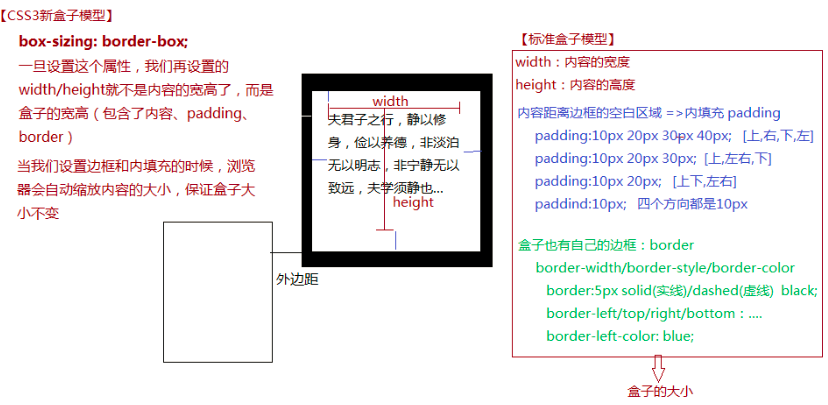 【CSS3新盒子模型】
box-sizing: border-box;
一旦设置这个属性，我们再设置的
width/height就不是内容的宽高了，而是
盒子的宽高（包含了内容、padding、
border）
当我们设置边框和内填充的时候，浏览
器会自动缩放内容的大小，保证盒子大
小不变
width
夫君子之行，静以修
身，俭以养德，非淡泊
无以明志，非宁静无以
致远，夫学须静也...
height
外边距
【标准盒子模型】
width：内容的宽度
height：内容的高度
内容距离边框的空白区域 =>内填充 padding
padding:10px 20px 30px 40px; [上,右,下,左]
padding:10px 20px 30px; [上,左右,下]
padding:10px 20px; [上下,左右]
paddind:10px; 四个方向都是10px
盒子也有自己的边框：border
border-width/border-style/border-color
border:5px solid(实线)/dashed(虚线) black;
border-left/top/right/bottom：....
border-left-color: blue;
盒子的大小